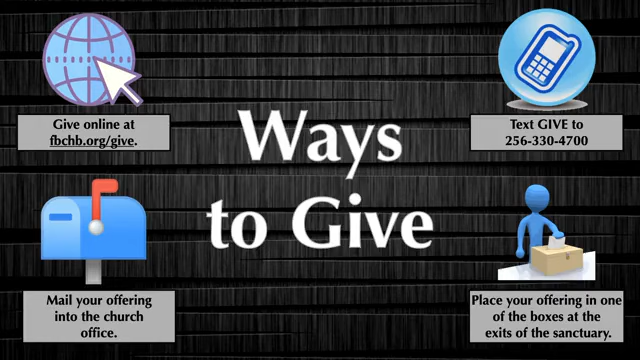 Give online at
fbchb.org/give.
Text GIVE to
256-330-4700
Ways
to Give
Mail your offering
into the church
office.
Place your offering in one
of the boxes at the
exits of the sanctuary.